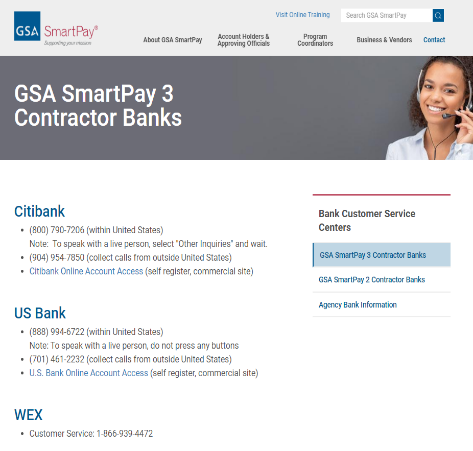 Visit Online Training
Search GSA SmartPay
GSA SmartPay®
Supporting your mission
About GSA SmartPay
Account Holders &
Approving Officials
Program
Coordinators
Business & Vendors
Contact
GSA SmartPay 3
Contractor Banks
Citibank
• (800) 790-7206 (within United States)
Note: To speak with a live person, select "Other Inquiries" and wait.
• (904) 954-7850 (collect calls from outside United States)
• Citibank Online Account Access (self register, commercial site)
US Bank
• (888) 994-6722 (within United States)
Note: To speak with a live person, do not press any buttons
• (701) 461-2232 (collect calls from outside United States)
• U.S. Bank Online Account Access (self register, commercial site)
WEX
• Customer Service: 1-866-939-4472
Bank Customer Service
Centers
GSA SmartPay 3 Contractor Banks
GSA SmartPay 2 Contractor Banks
Agency Bank Information